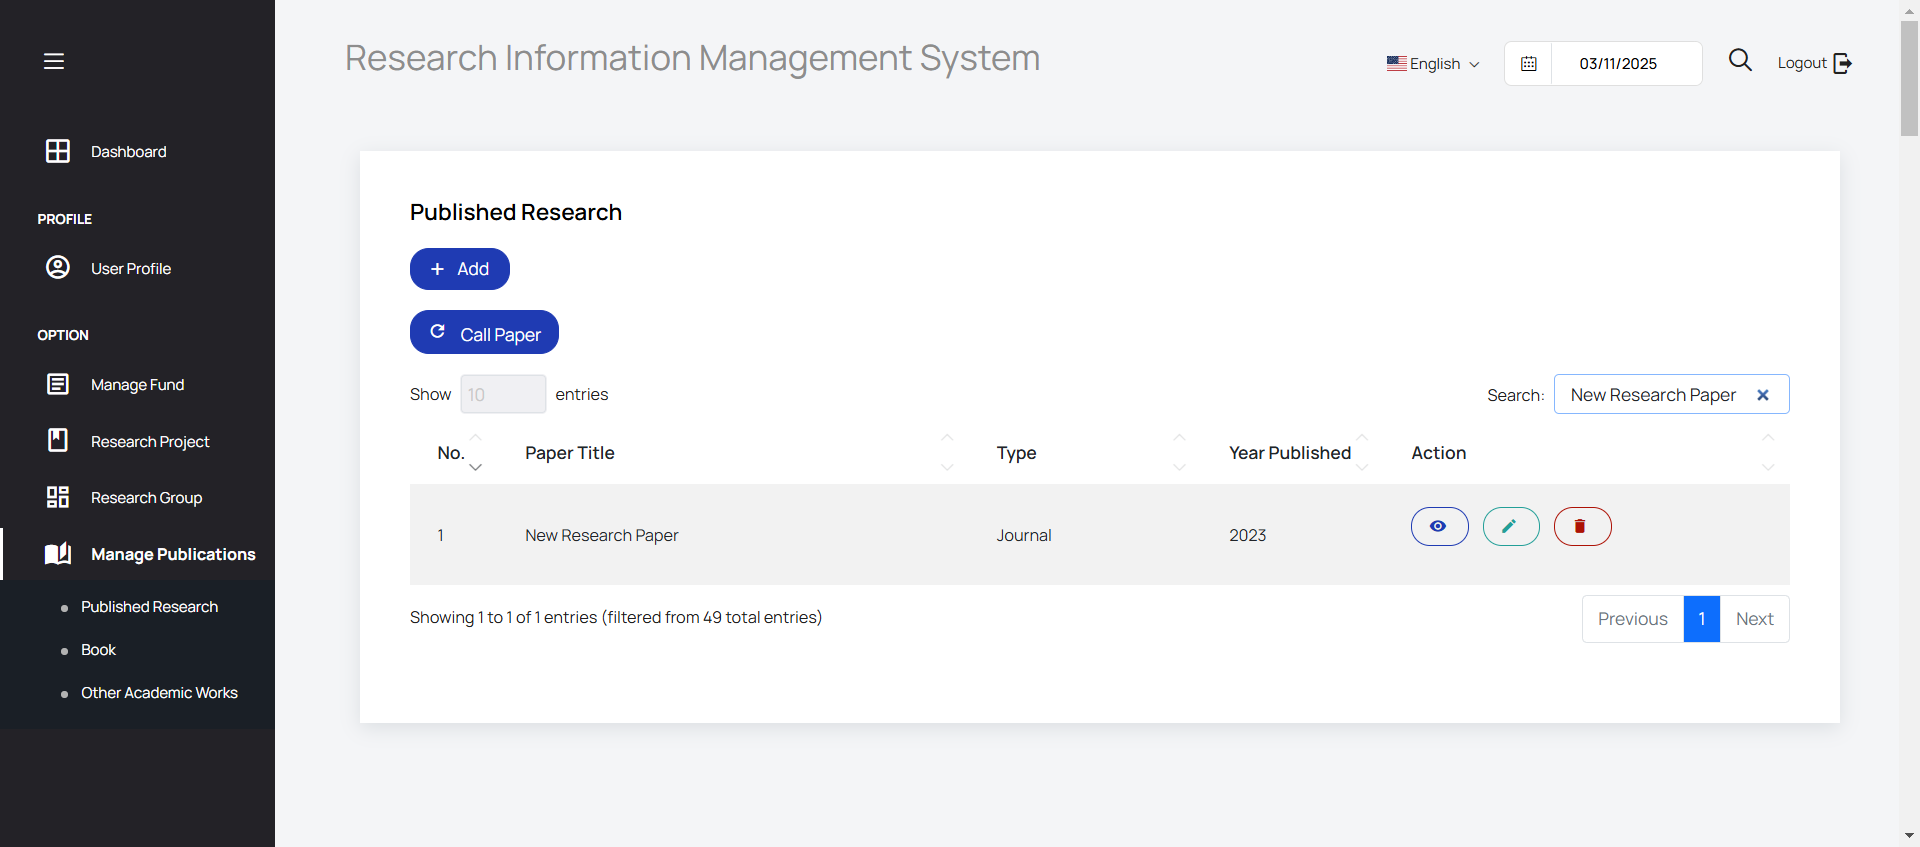 Research Information Management System
English
03/11/2025
Logout
Dashboard
PROFILE
User Profile
OPTION
Manage Fund
Research Project
Research Group
Manage Publications
Published Research
Book
Other Academic Works
Published Research
+ Add
Call Paper
Show 10 entries
Search: New Research Paper
No. Paper Title Type Year Published Action
1 New Research Paper Journal 2023
Showing 1 to 1 of 1 entries (filtered from 49 total entries)
Previous 1 Next